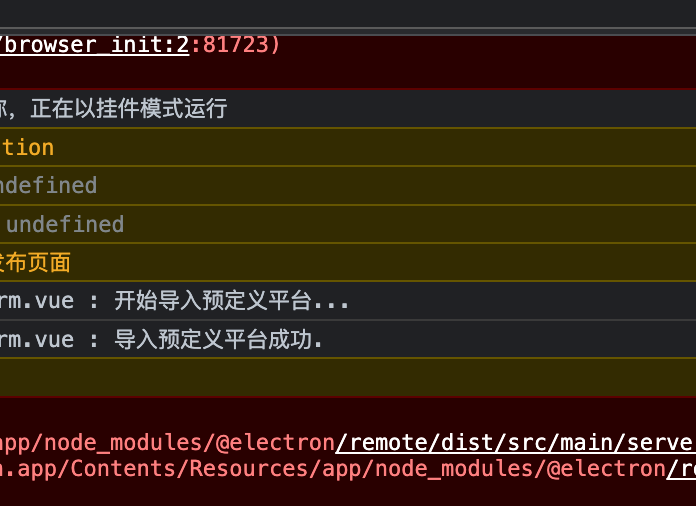 /browser_init:2:81723)
你，正在以挂件模式运行
tion
ndefined
undefined
发布页面
rm.vue : 开始导入预定义平台...
rm.vue : 导入预定义平台成功.
app/node_modules/@electron/remote/dist/src/main/serve
n.app/Contents/Resources/app/node_modules/@electron/re